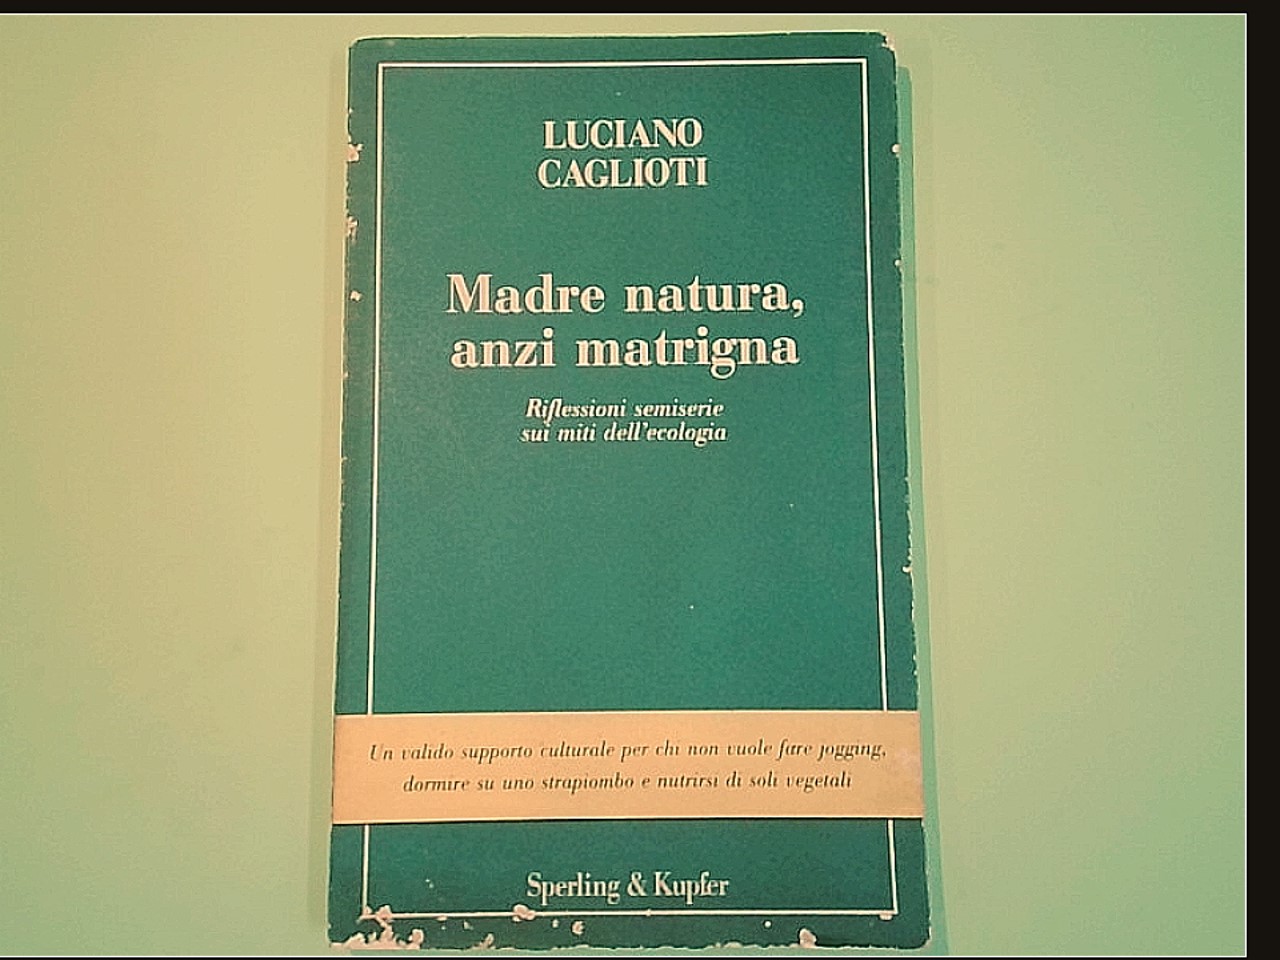 LUCIANO
CAGLIOTI
Madre natura,
anzi matrigna
Riflessioni semiserie
sui miti dell'ecologia
Un valido supporto culturale per chi non vuole fare jogging,
dormire su uno strapiombo e nutrirsi di soli vegetali
Sperling & Kupfer